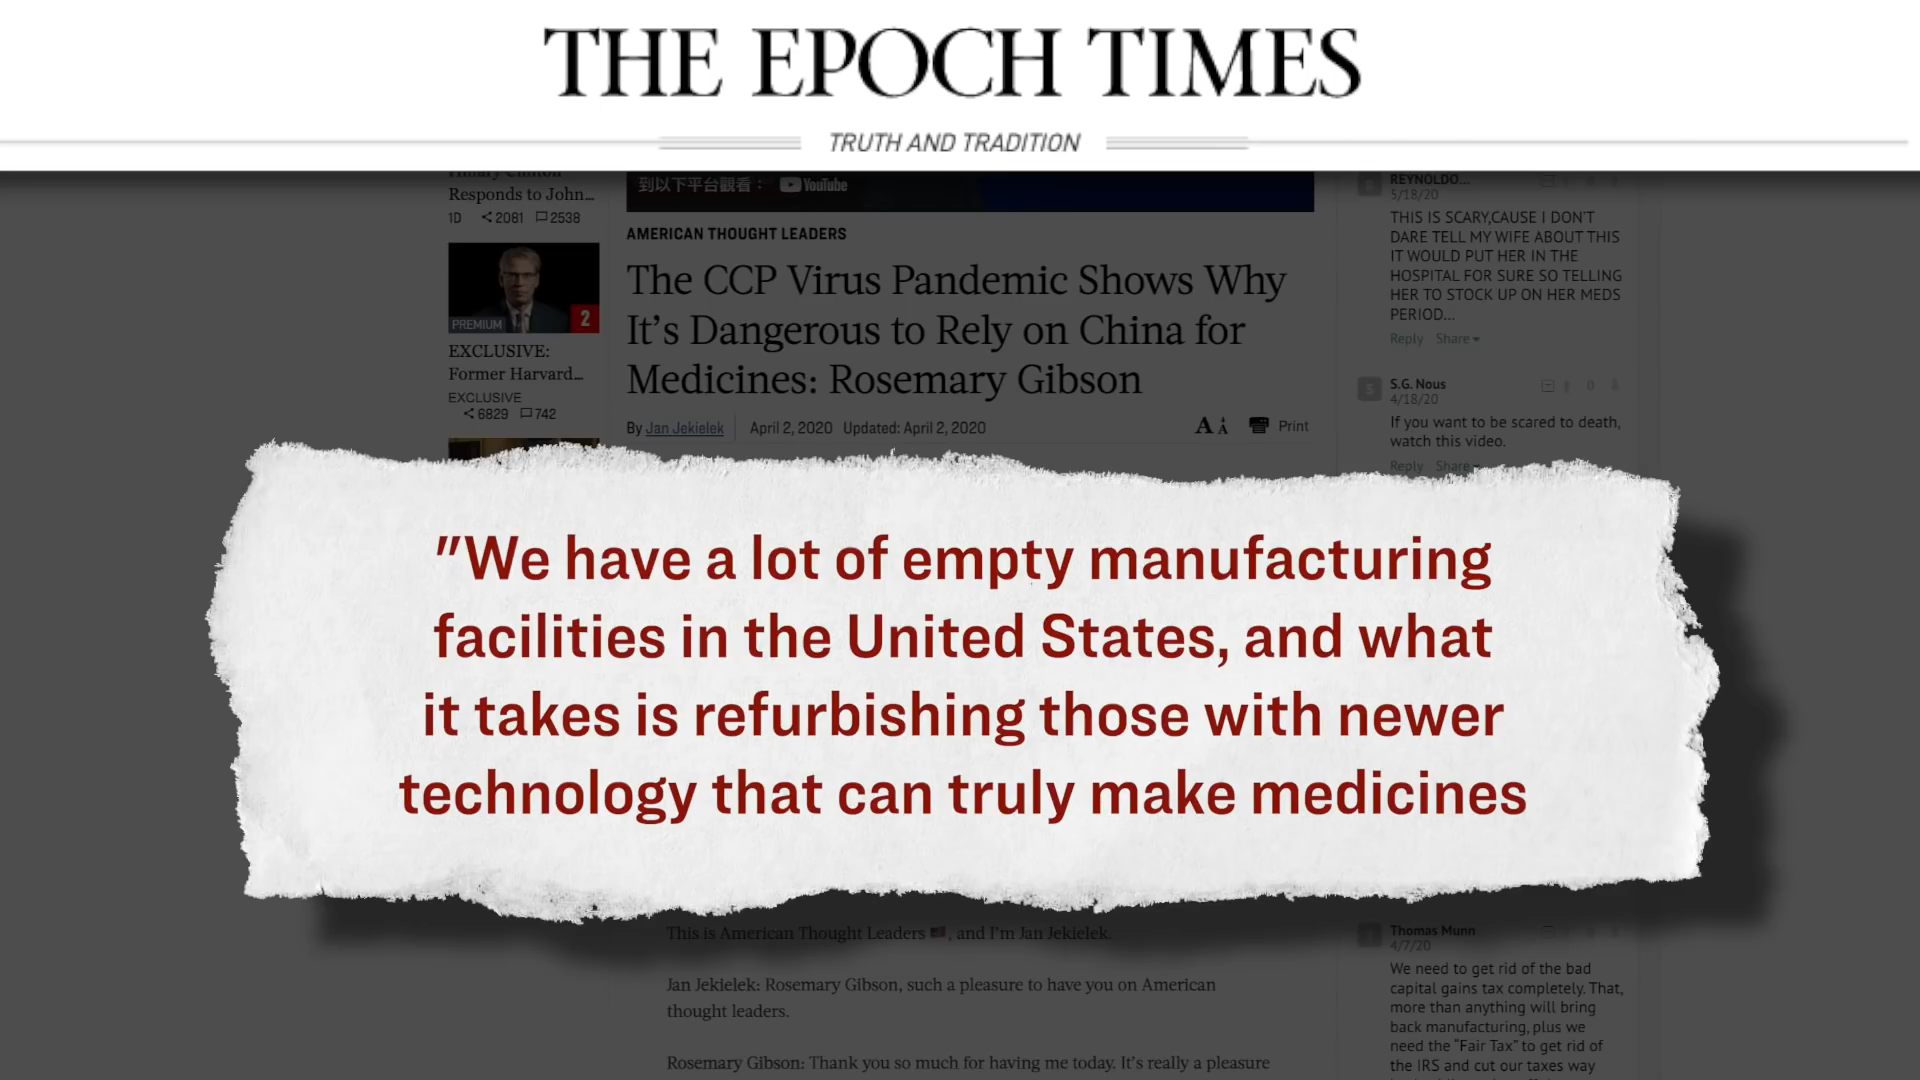 THE EPOCH TIMES
TRUTH AND TRADITION
Hillary Clinton
Responds to John...
1D 2081 2538
PREMIUM 2
EXCLUSIVE:
Former Harvard...
EXCLUSIVE
6829 742
到以下平台觀看： YouTube
AMERICAN THOUGHT LEADERS
The CCP Virus Pandemic Shows Why
It's Dangerous to Rely on China for
Medicines: Rosemary Gibson
By Jan Jekielek April 2, 2020 Updated: April 2, 2020
A A Print
REYNOLDO...
5/18/20
THIS IS SCARY,CAUSE I DON'T
DARE TELL MY WIFE ABOUT THIS
IT WOULD PUT HER IN THE
HOSPITAL FOR SURE SO TELLING
HER TO STOCK UP ON HER MEDS
PERIOD...
Reply Share
S
S.G. Nous 0
4/18/20
If you want to be scared to death,
watch this video.
Reply Share
"We have a lot of empty manufacturing
facilities in the United States, and what
it takes is refurbishing those with newer
technology that can truly make medicines
This is American Thought Leaders 🇺🇸, and I'm Jan Jekielek.
Jan Jekielek: Rosemary Gibson, such a pleasure to have you on American
thought leaders.
Rosemary Gibson: Thank you so much for having me today. It's really a pleasure
Thomas Munn
4/7/20
We need to get rid of the bad
capital gains tax completely. That,
more than anything will bring
back manufacturing, plus we
need the "Fair Tax" to get rid of
the IRS and cut our taxes way